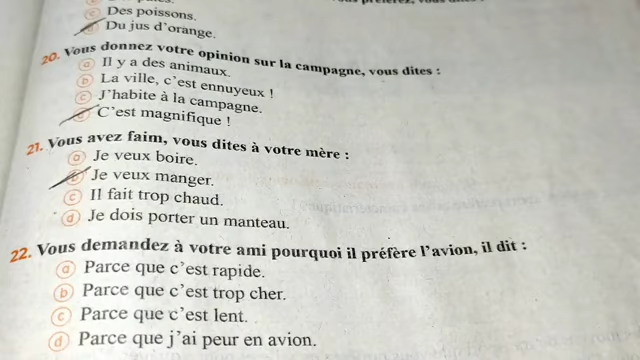 ⓒ Des poissons.
Du jus d'orange.
20. Vous donnez votre opinion sur la campagne, vous dites :
ⓐ Il y a des animaux.
ⓑ La ville, c'est ennuyeux !
ⓒ J'habite à la campagne.
C'est magnifique !
21. Vous avez faim, vous dites à votre mère :
ⓐ Je veux boire.
ⓑ Je veux manger.
ⓒ Il fait trop chaud.
ⓓ Je dois porter un manteau.
22. Vous demandez à votre ami pourquoi il préfère l'avion, il dit :
ⓐ Parce que c'est rapide.
ⓑ Parce que c'est trop cher.
ⓒ Parce que c'est lent.
ⓓ Parce que j'ai peur en avion.